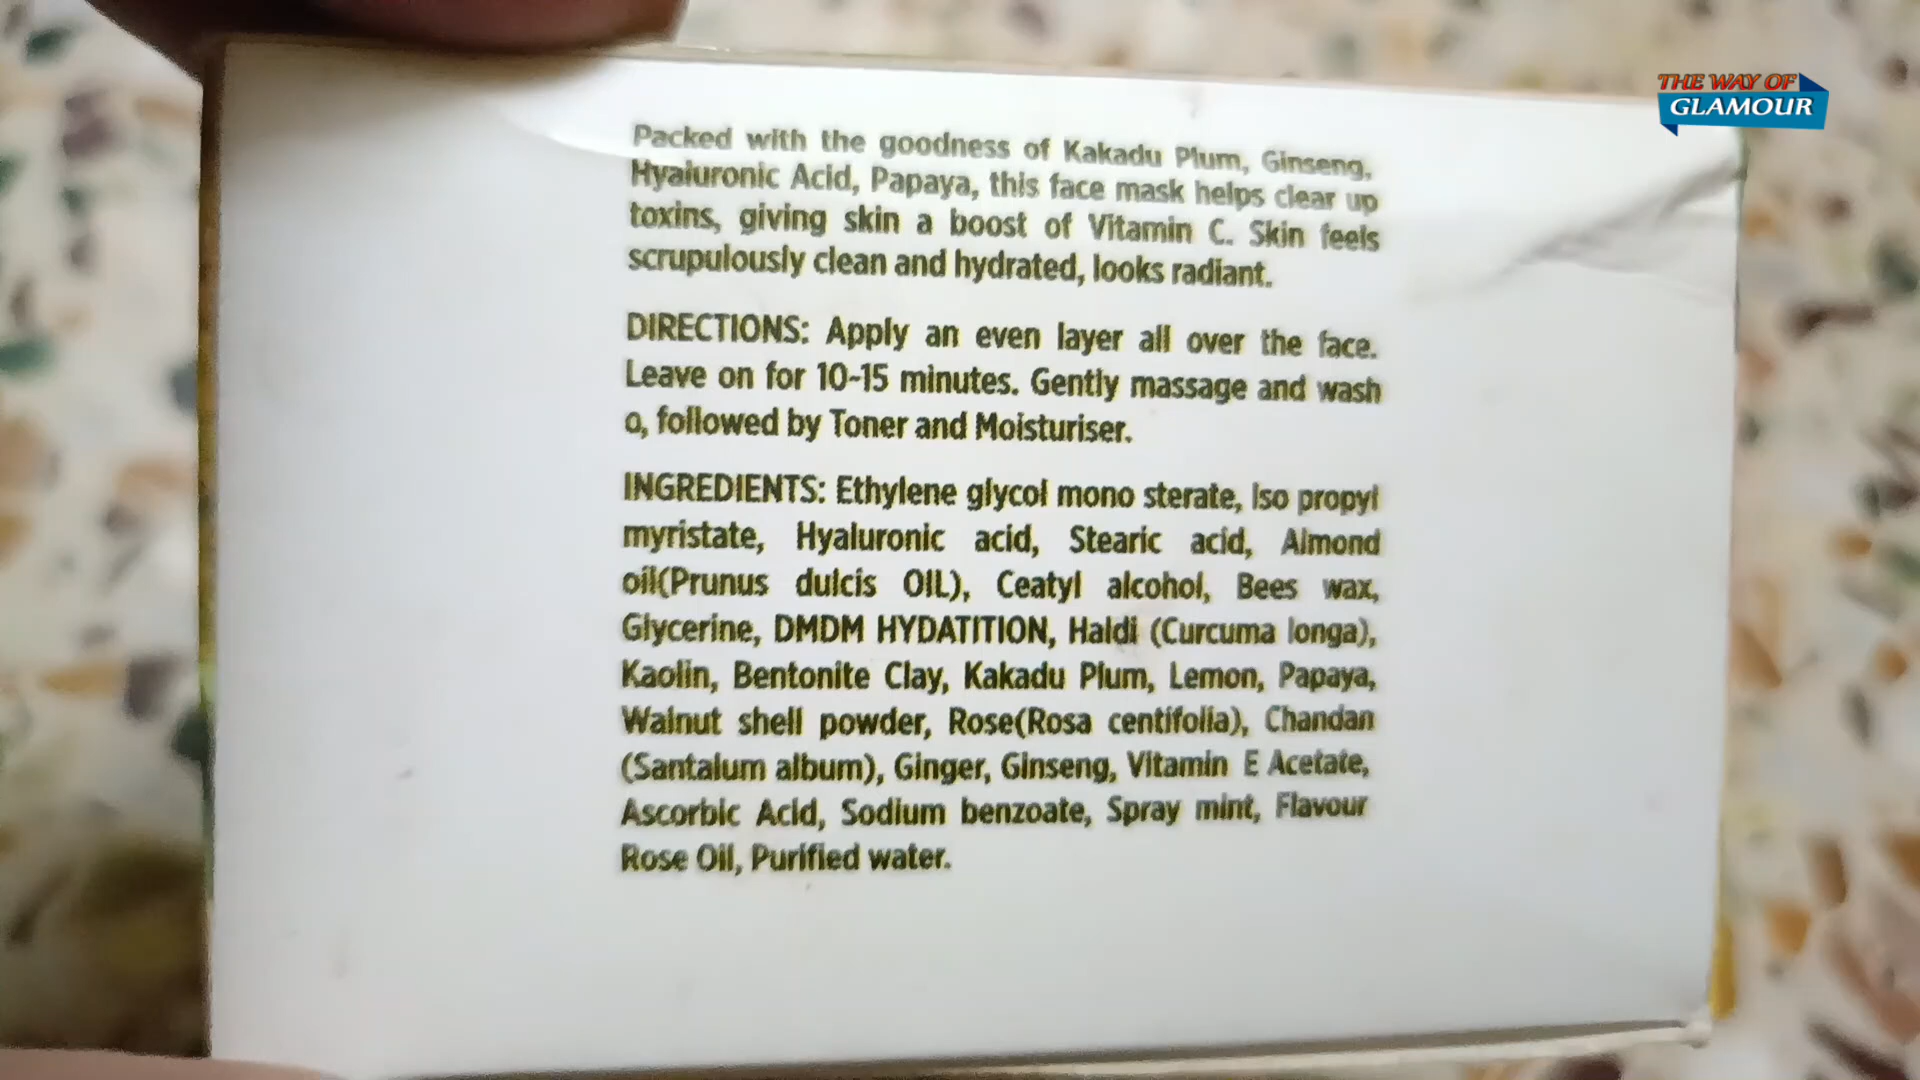 THE WAY OF
GLAMOUR
Packed with the goodness of Kakadu Plum, Ginseng,
Hyaluronic Acid, Papaya, this face mask helps clear up
toxins, giving skin a boost of Vitamin C. Skin feels
scrupulously clean and hydrated, looks radiant.
DIRECTIONS: Apply an even layer all over the face.
Leave on for 10-15 minutes. Gently massage and wash
o, followed by Toner and Moisturiser.
INGREDIENTS: Ethylene glycol mono sterate, Iso propyl
myristate, Hyaluronic acid, Stearic acid, Almond
oil(Prunus dulcis OIL), Ceatyl alcohol, Bees wax,
Glycerine, DMDM HYDATITION, Haldi (Curcuma longa),
Kaolin, Bentonite Clay, Kakadu Plum, Lemon, Papaya,
Walnut shell powder, Rose(Rosa centifolia), Chandan
(Santalum album), Ginger, Ginseng, Vitamin E Acetate,
Ascorbic Acid, Sodium benzoate, Spray mint, Flavour
Rose Oil, Purified water.